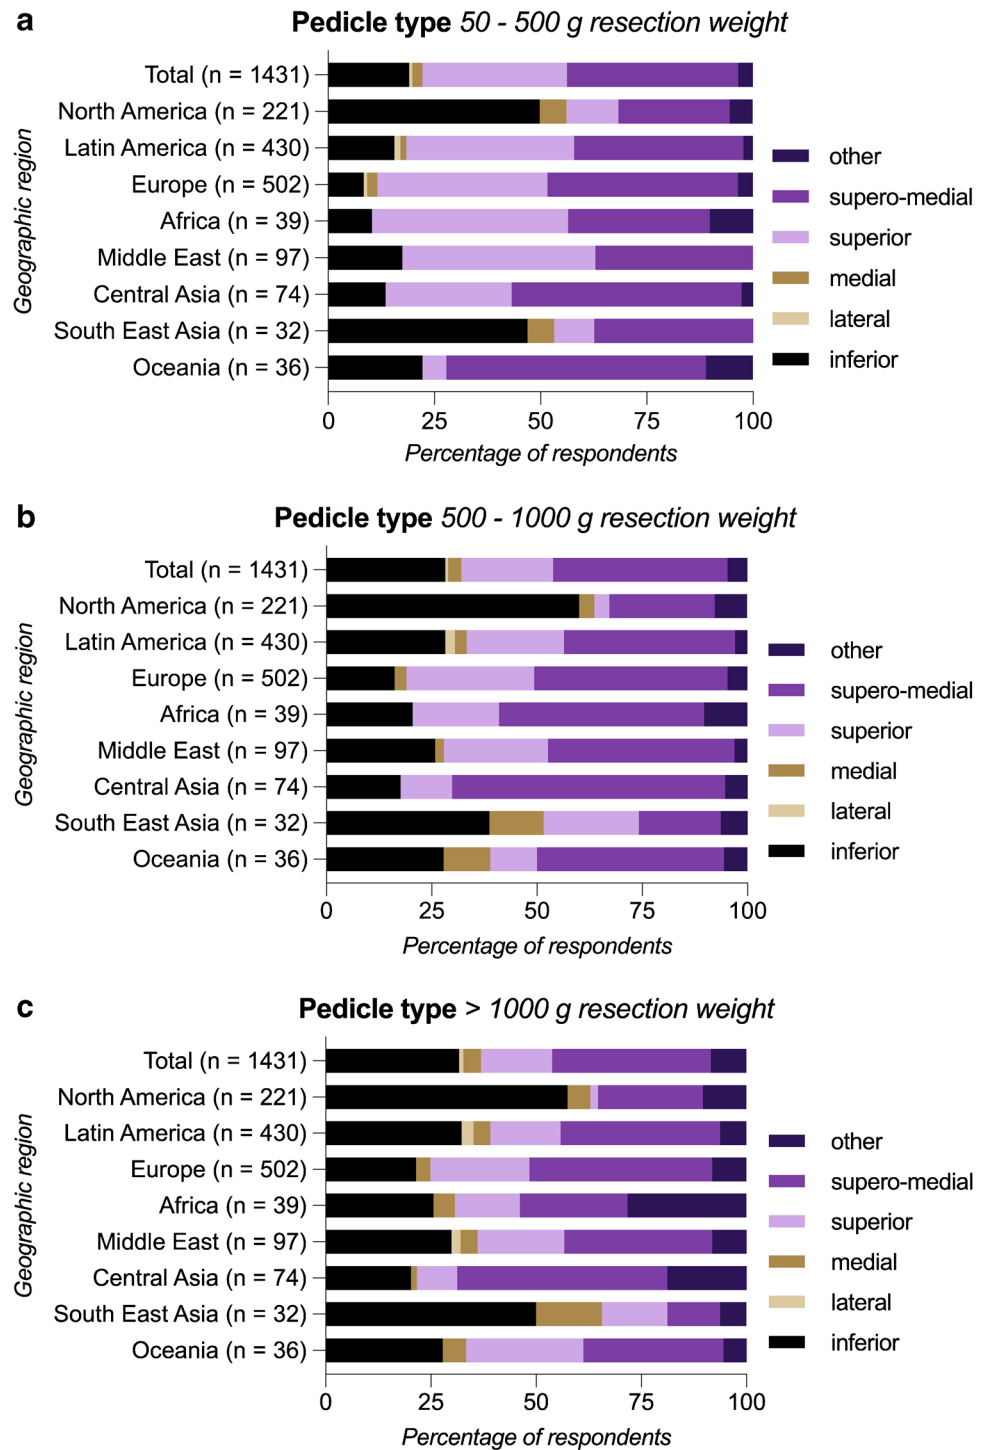 a
Pedicle type 50 - 500 g resection weight
Geographic region
Total (n = 1431)
North America (n = 221)
Latin America (n = 430)
Europe (n = 502)
Africa (n = 39)
Middle East (n = 97)
Central Asia (n = 74)
South East Asia (n = 32)
Oceania (n = 36)
0 25 50 75 100
Percentage of respondents
other
supero-medial
superior
medial
lateral
inferior
b
Pedicle type 500 - 1000 g resection weight
Geographic region
Total (n = 1431)
North America (n = 221)
Latin America (n = 430)
Europe (n = 502)
Africa (n = 39)
Middle East (n = 97)
Central Asia (n = 74)
South East Asia (n = 32)
Oceania (n = 36)
0 25 50 75 100
Percentage of respondents
other
supero-medial
superior
medial
lateral
inferior
c
Pedicle type > 1000 g resection weight
Geographic region
Total (n = 1431)
North America (n = 221)
Latin America (n = 430)
Europe (n = 502)
Africa (n = 39)
Middle East (n = 97)
Central Asia (n = 74)
South East Asia (n = 32)
Oceania (n = 36)
0 25 50 75 100
Percentage of respondents
other
supero-medial
superior
medial
lateral
inferior